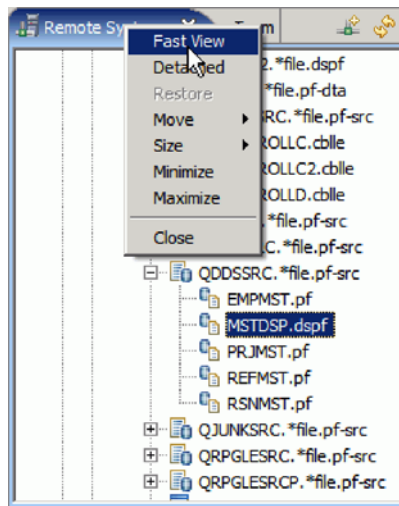 Remote Sy
m
Fast View
Detached
Restore
Move
Size
Minimize
Maximize
Close
2.*file.dspf
*file.pf-dta
RC.*file.pf-src
ROLLC.cblle
ROLLC2.cblle
ROLLD.cblle
.*file.pf-src
C.*file.pf-src
QDDSSRC.*file.pf-src
EMPMST.pf
MSTDSP.dspf
PRJMST.pf
REFMST.pf
RSNMST.pf
QJUNKSRC.*file.pf-src
QRPGLESRC.*file.pf-src
QRPGLESRCP.*file.pf-src